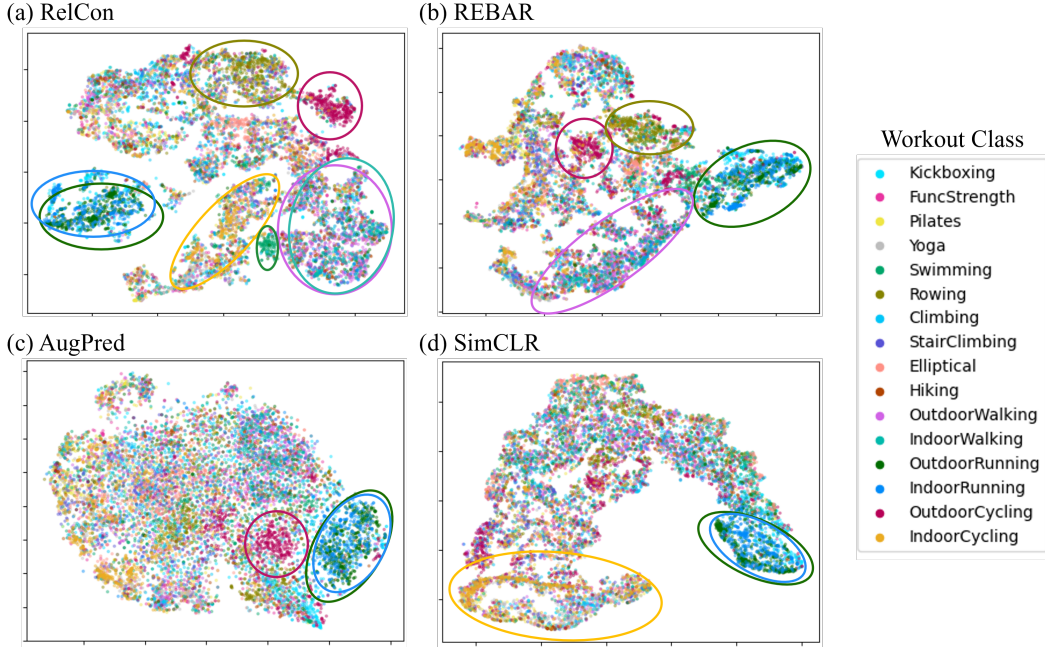 (a) RelCon
(b) REBAR
(c) AugPred
(d) SimCLR
Workout Class
Kickboxing
FuncStrength
Pilates
Yoga
Swimming
Rowing
Climbing
StairClimbing
Elliptical
Hiking
OutdoorWalking
IndoorWalking
OutdoorRunning
IndoorRunning
OutdoorCycling
IndoorCycling